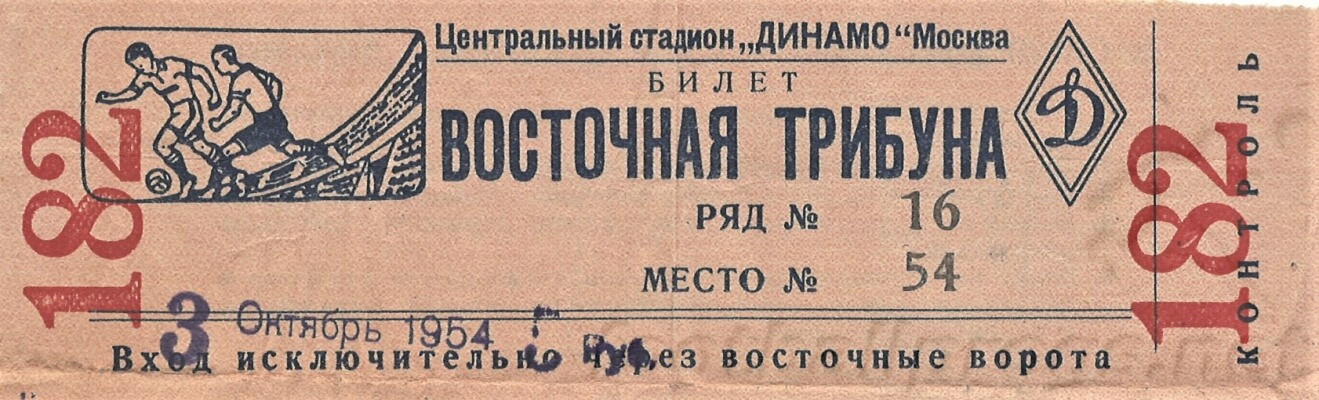 182
Центральный стадион „ДИНАМО“ Москва
БИЛЕТ
ВОСТОЧНАЯ ТРИБУНА
Д
РЯД № 16
МЕСТО № 54
3 Октябрь 1954
Вход исключительно через восточные ворота
182
КОНТРОЛЬ